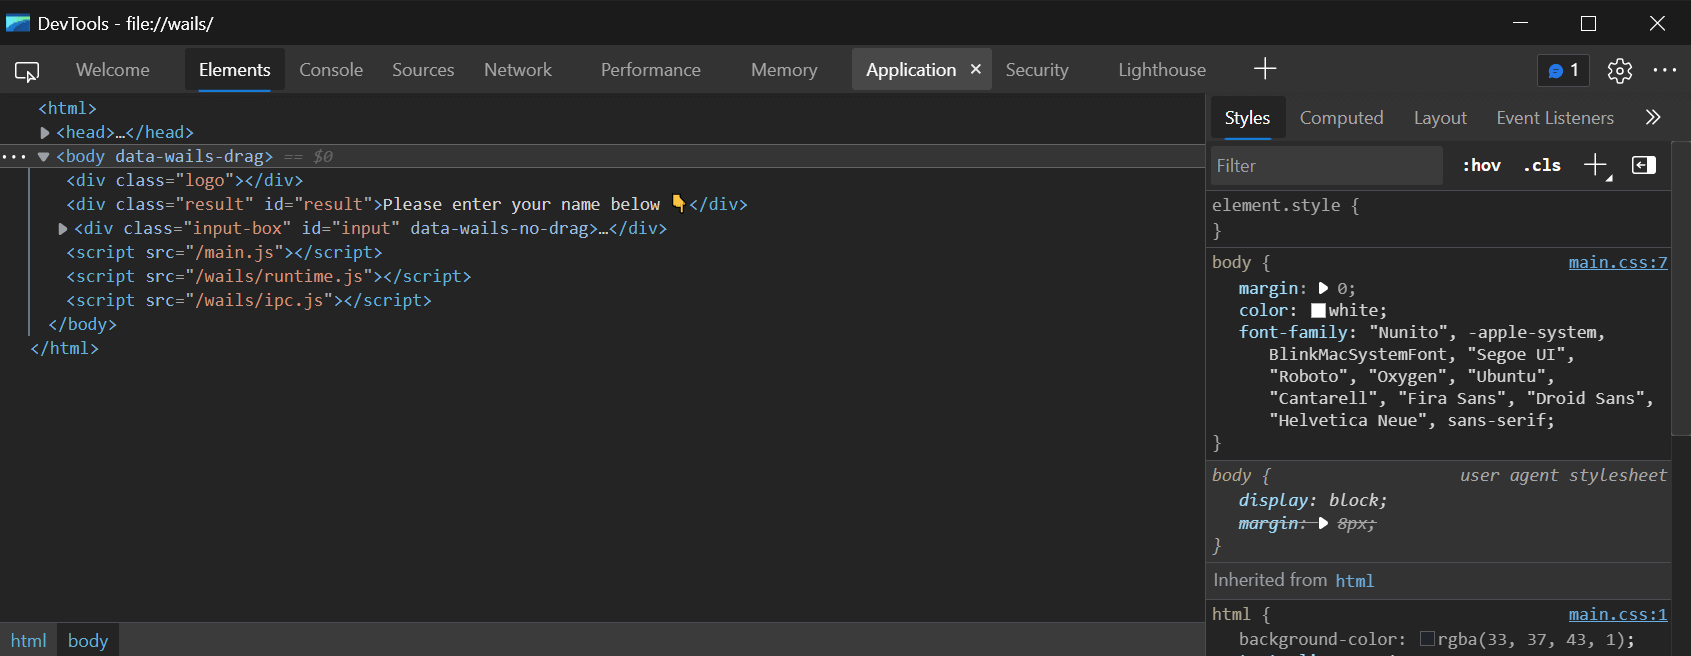 DevTools - file://wails/
Welcome Elements Console Sources Network Performance Memory Application × Security Lighthouse 1
<html>
<head>…</head>
<body data-wails-drag> == $0
<div class="logo"></div>
<div class="result" id="result">Please enter your name below 👇</div>
<div class="input-box" id="input" data-wails-no-drag>…</div>
<script src="/main.js"></script>
<script src="/wails/runtime.js"></script>
<script src="/wails/ipc.js"></script>
</body>
</html>
html body
Styles Computed Layout Event Listeners
Filter :hov .cls
element.style {
}
body { main.css:7
margin: 0;
color: white;
font-family: "Nunito", -apple-system,
BlinkMacSystemFont, "Segoe UI",
"Roboto", "Oxygen", "Ubuntu",
"Cantarell", "Fira Sans", "Droid Sans",
"Helvetica Neue", sans-serif;
}
body { user agent stylesheet
display: block;
margin: 8px;
}
Inherited from html
html { main.css:1
background-color: rgba(33, 37, 43, 1);